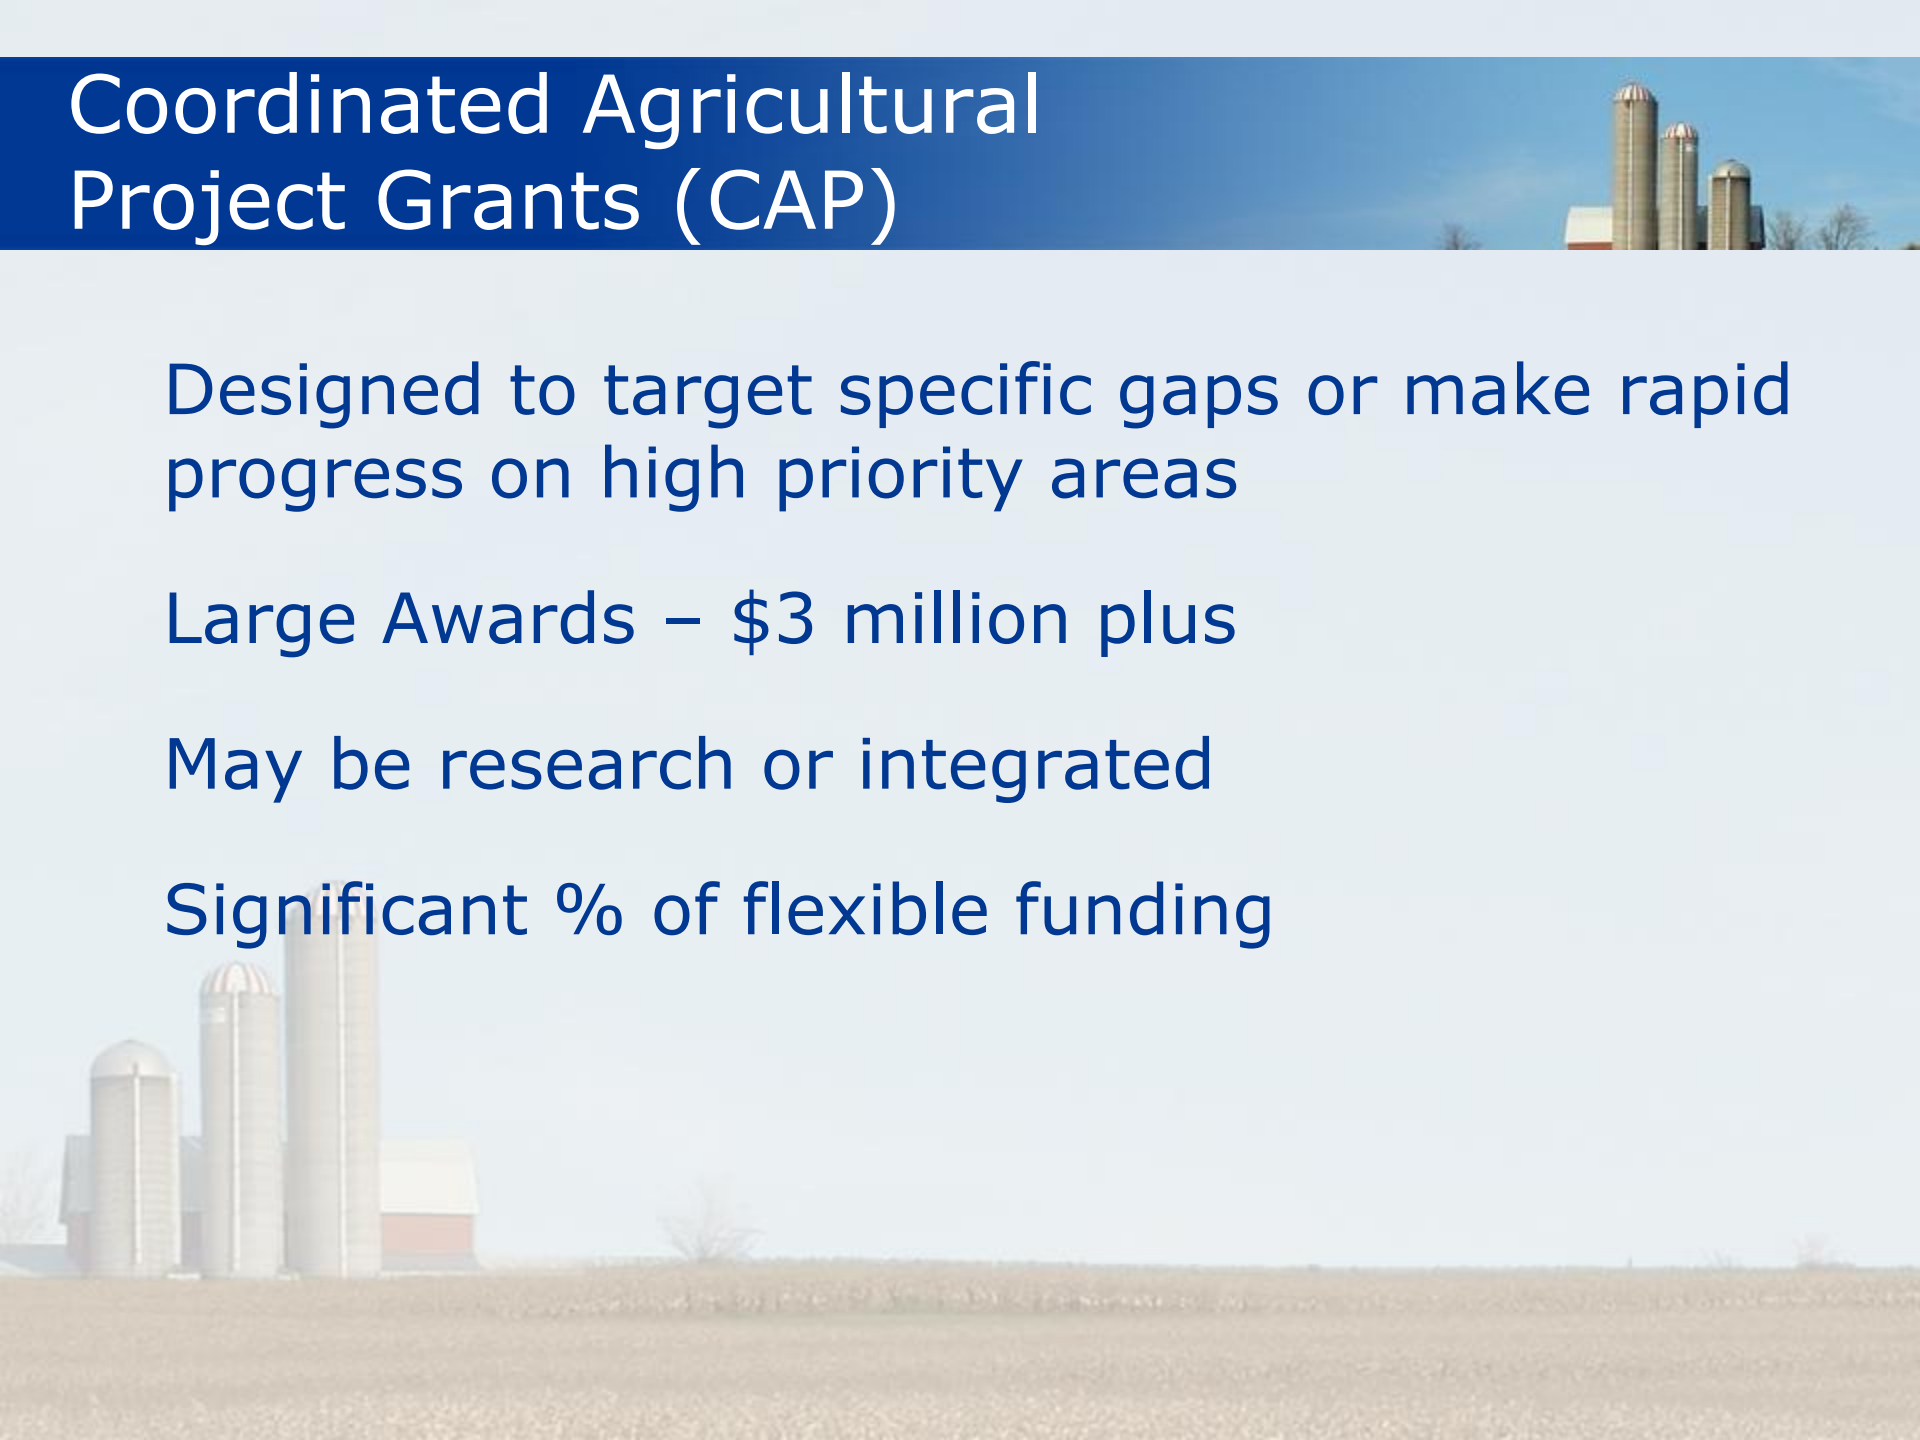 Coordinated Agricultural
Project Grants (CAP)
Designed to target specific gaps or make rapid
progress on high priority areas
Large Awards – $3 million plus
May be research or integrated
Significant % of flexible funding